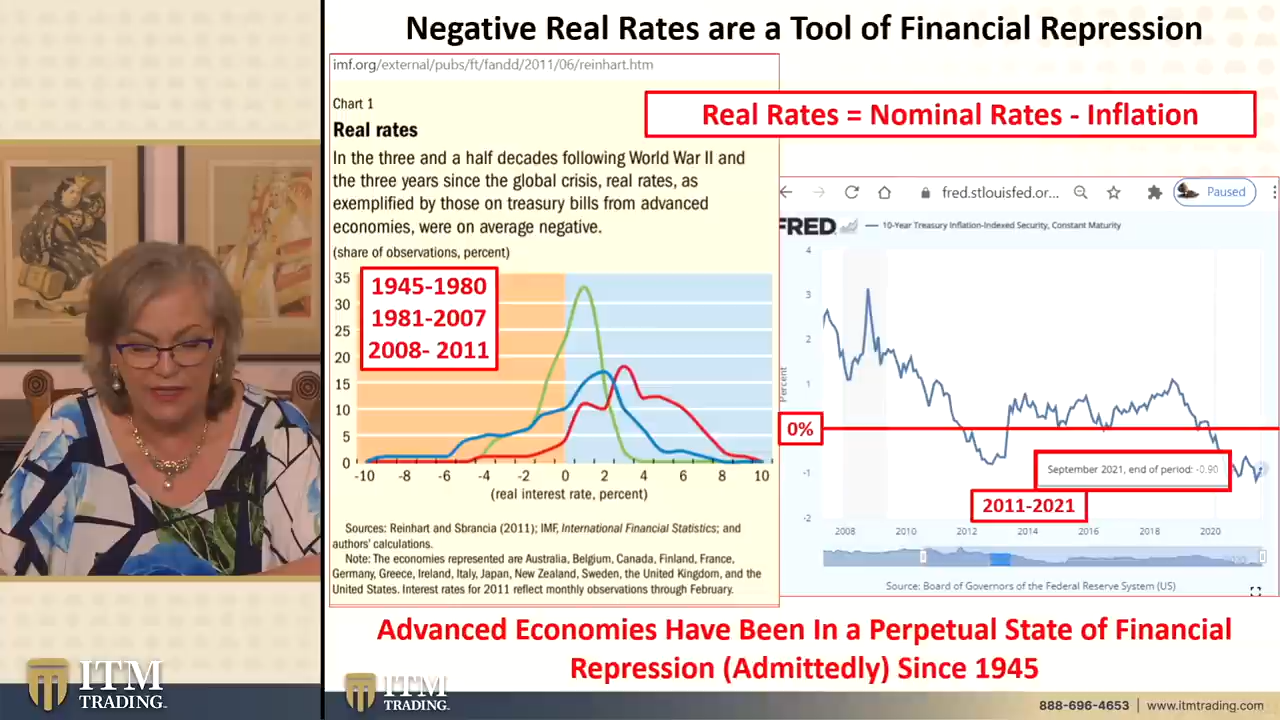 Negative Real Rates are a Tool of Financial Repression
imf.org/external/pubs/ft/fandd/2011/06/reinhart.htm
Chart 1
Real rates
In the three and a half decades following World War II and
the three years since the global crisis, real rates, as
exemplified by those on treasury bills from advanced
economies, were on average negative.
(share of observations, percent)
1945-1980
1981-2007
2008- 2011
35
30
25
20
15
10
5
0
-10 -8 -6 -4 -2 0 2 4 6 8 10
(real interest rate, percent)
Sources: Reinhart and Sbrancia (2011); IMF, International Financial Statistics; and
authors' calculations.
Note: The economies represented are Australia, Belgium, Canada, Finland, France,
Germany, Greece, Ireland, Italy, Japan, New Zealand, Sweden, the United Kingdom, and the
United States. Interest rates for 2011 reflect monthly observations through February.
Real Rates = Nominal Rates - Inflation
fred.stlouisfed.or...
Paused
FRED
10-Year Treasury Inflation-Indexed Security, Constant Maturity
4
3
2
1
0%
-1
-2
Percent
September 2021, end of period: -0.90
2011-2021
2008 2010 2012 2014 2016 2018 2020
Source: Board of Governors of the Federal Reserve System (US)
Advanced Economies Have Been In a Perpetual State of Financial
Repression (Admittedly) Since 1945
ITM
TRADING.
ITM
TRADING.
888-696-4653 | www.itmtrading.com